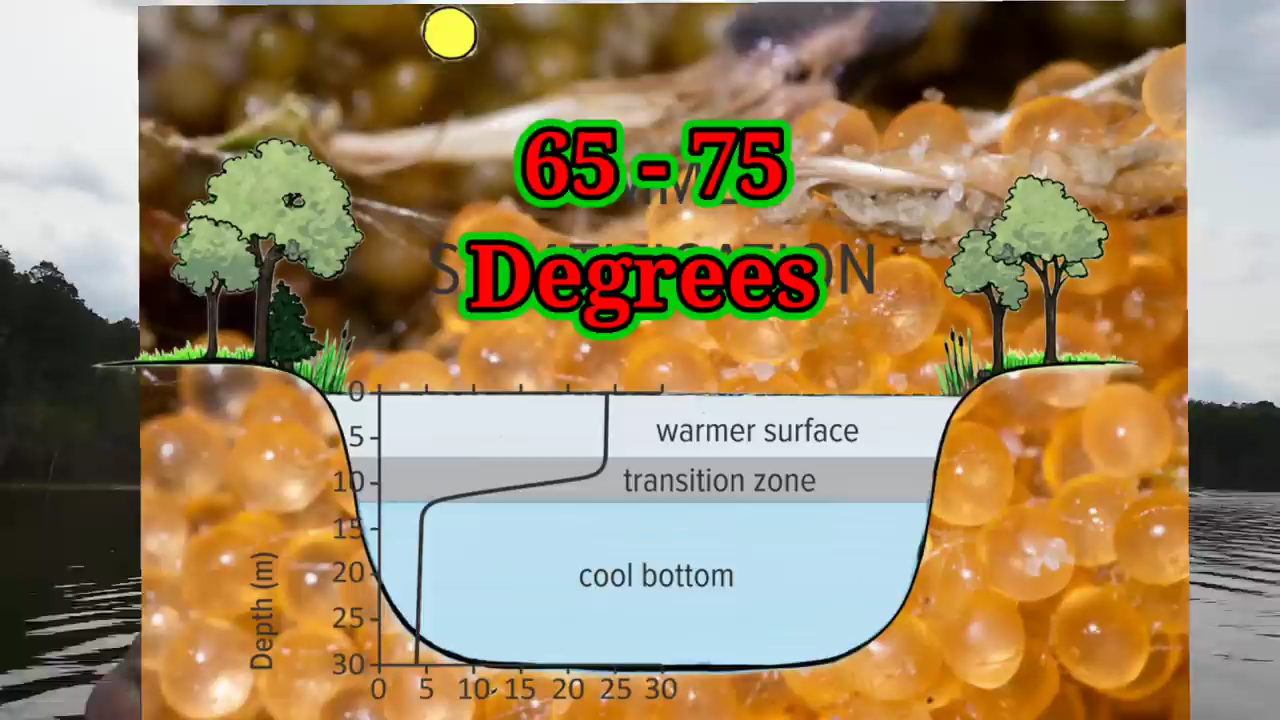 65 - 75
Degrees
0
5
warmer surface
10
transition zone
15
20
cool bottom
25
30
Depth (m)
0 5 10 15 20 25 30